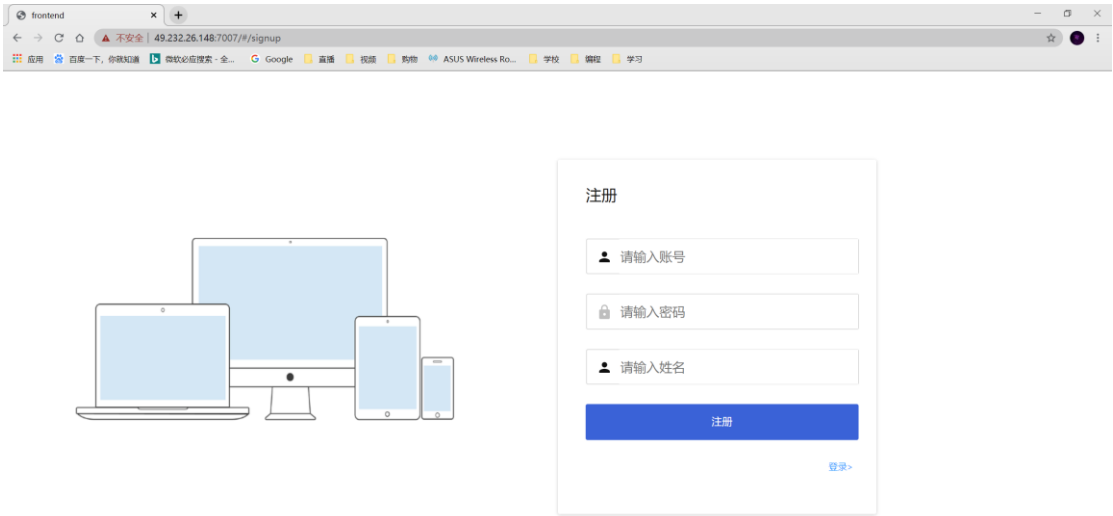 frontend
不安全 | 49.232.26.148:7007/#/signup
应用 百度一下，你就知道 微软必应搜索 - 全... Google 直播 视频 购物 ASUS Wireless Ro... 学校 编程 学习
注册
请输入账号
请输入密码
请输入姓名
注册
登录>